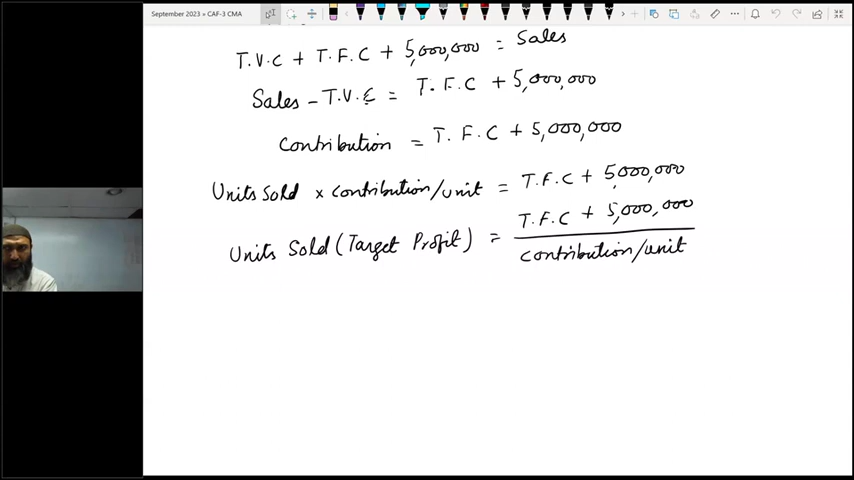 September 2023 » CAF-3 CMA
T.V.C + T.F.C + 5,000,000 = Sales
Sales - T.V.C = T.F.C + 5,000,000
Contribution = T.F.C + 5,000,000
Units Sold x contribution/unit = T.F.C + 5,000,000
Units Sold (Target Profit) = T.F.C + 5,000,000
contribution/unit